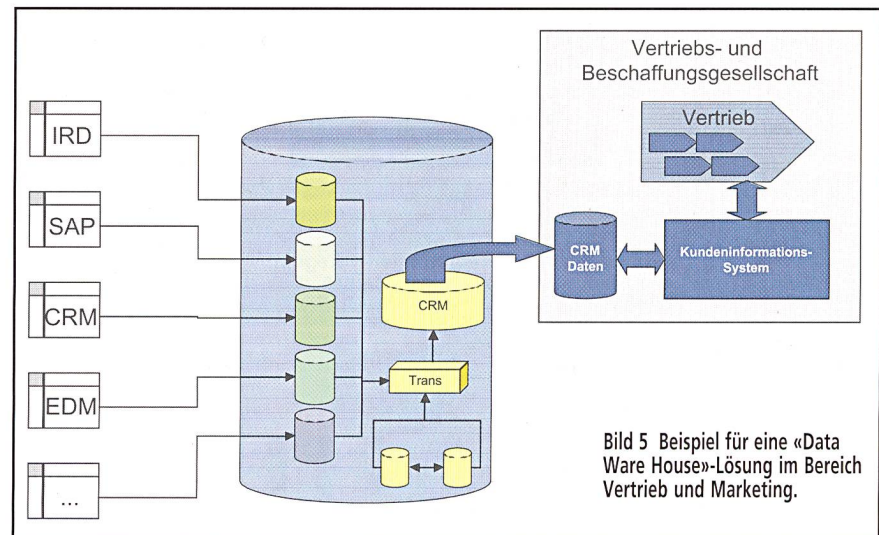 IRD
SAP
CRM
EDM
...
CRM
Trans
Vertriebs- und
Beschaffungsgesellschaft
Vertrieb
CRM
Daten
Kundeninformations-
System
Bild 5 Beispiel für eine «Data
Ware House»-Lösung im Bereich
Vertrieb und Marketing.